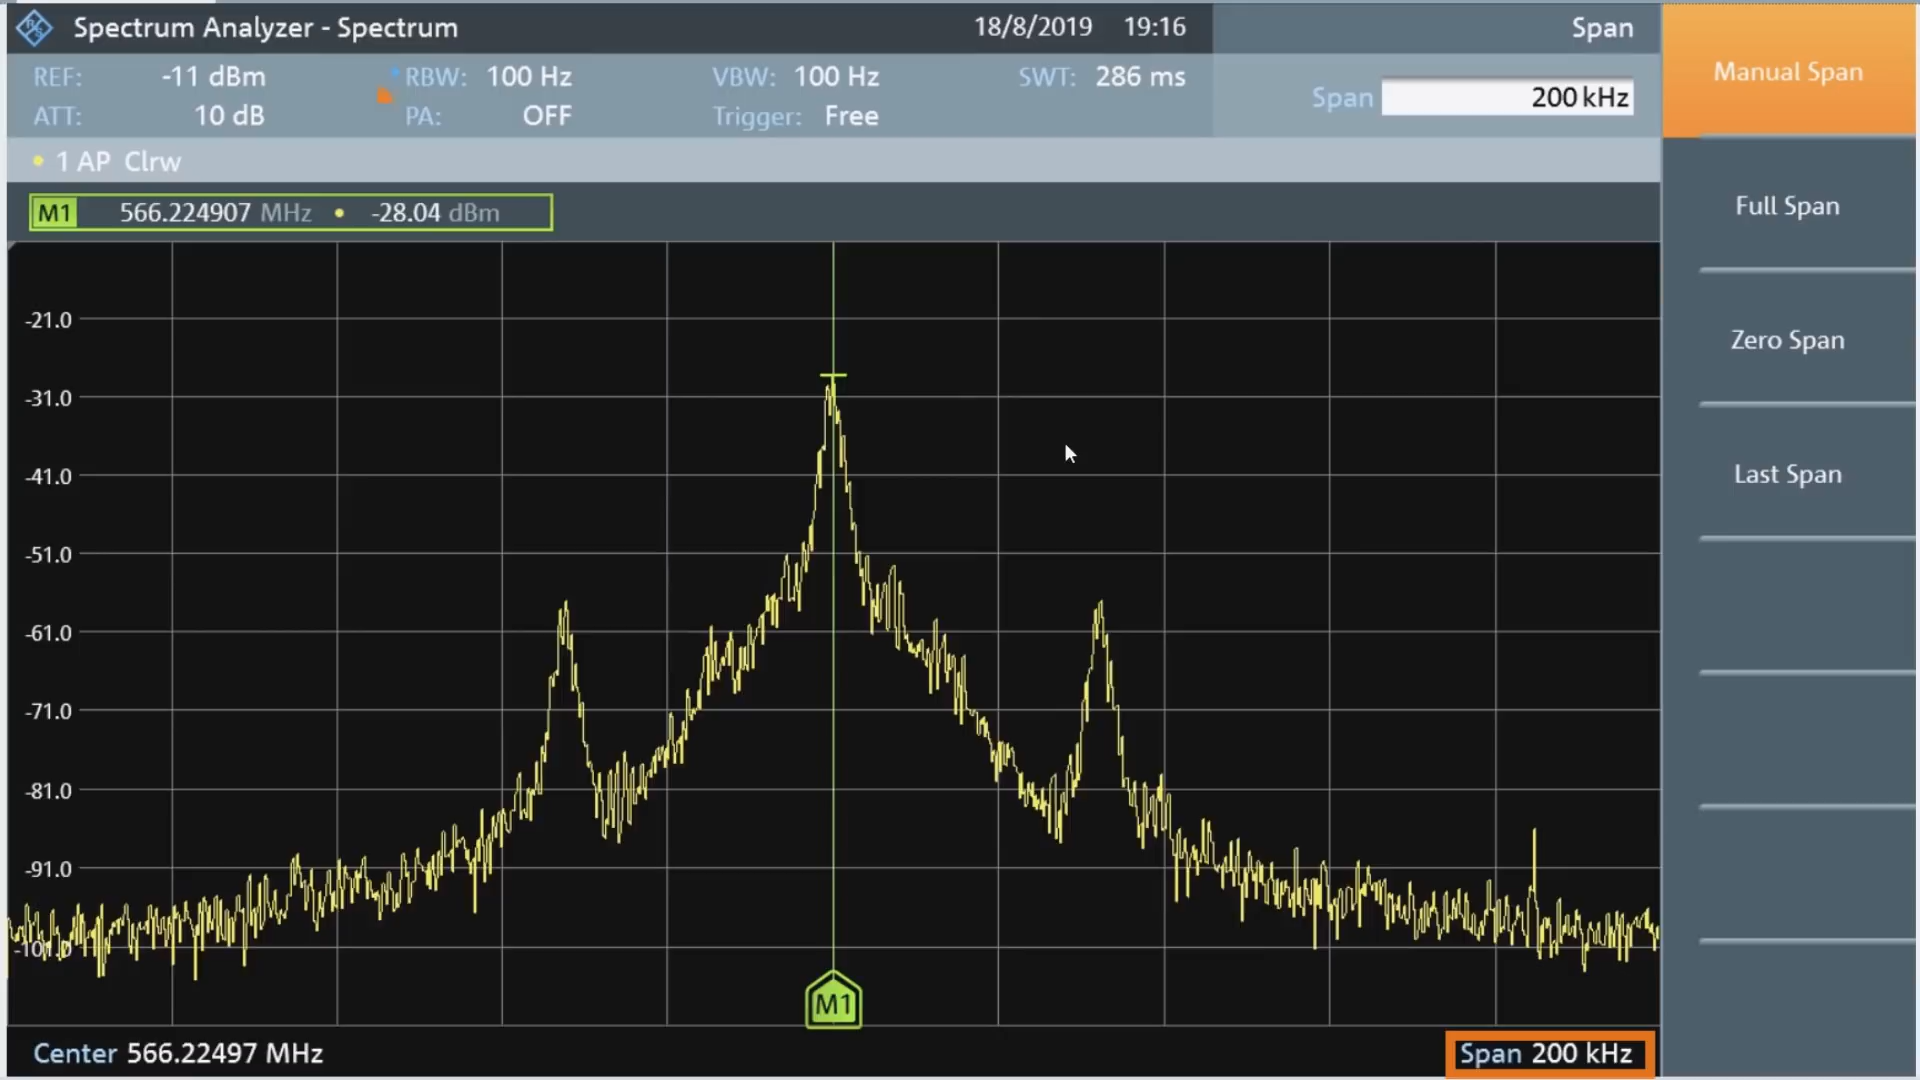 Spectrum Analyzer - Spectrum 18/8/2019 19:16 Span
REF: -11 dBm RBW: 100 Hz VBW: 100 Hz SWT: 286 ms
ATT: 10 dB PA: OFF Trigger: Free
Span 200 kHz
1 AP Clrw
M1 566.224907 MHz • -28.04 dBm
-21.0
-31.0
-41.0
-51.0
-61.0
-71.0
-81.0
-91.0
-101.0
M1
Center 566.22497 MHz Span 200 kHz
Manual Span
Full Span
Zero Span
Last Span